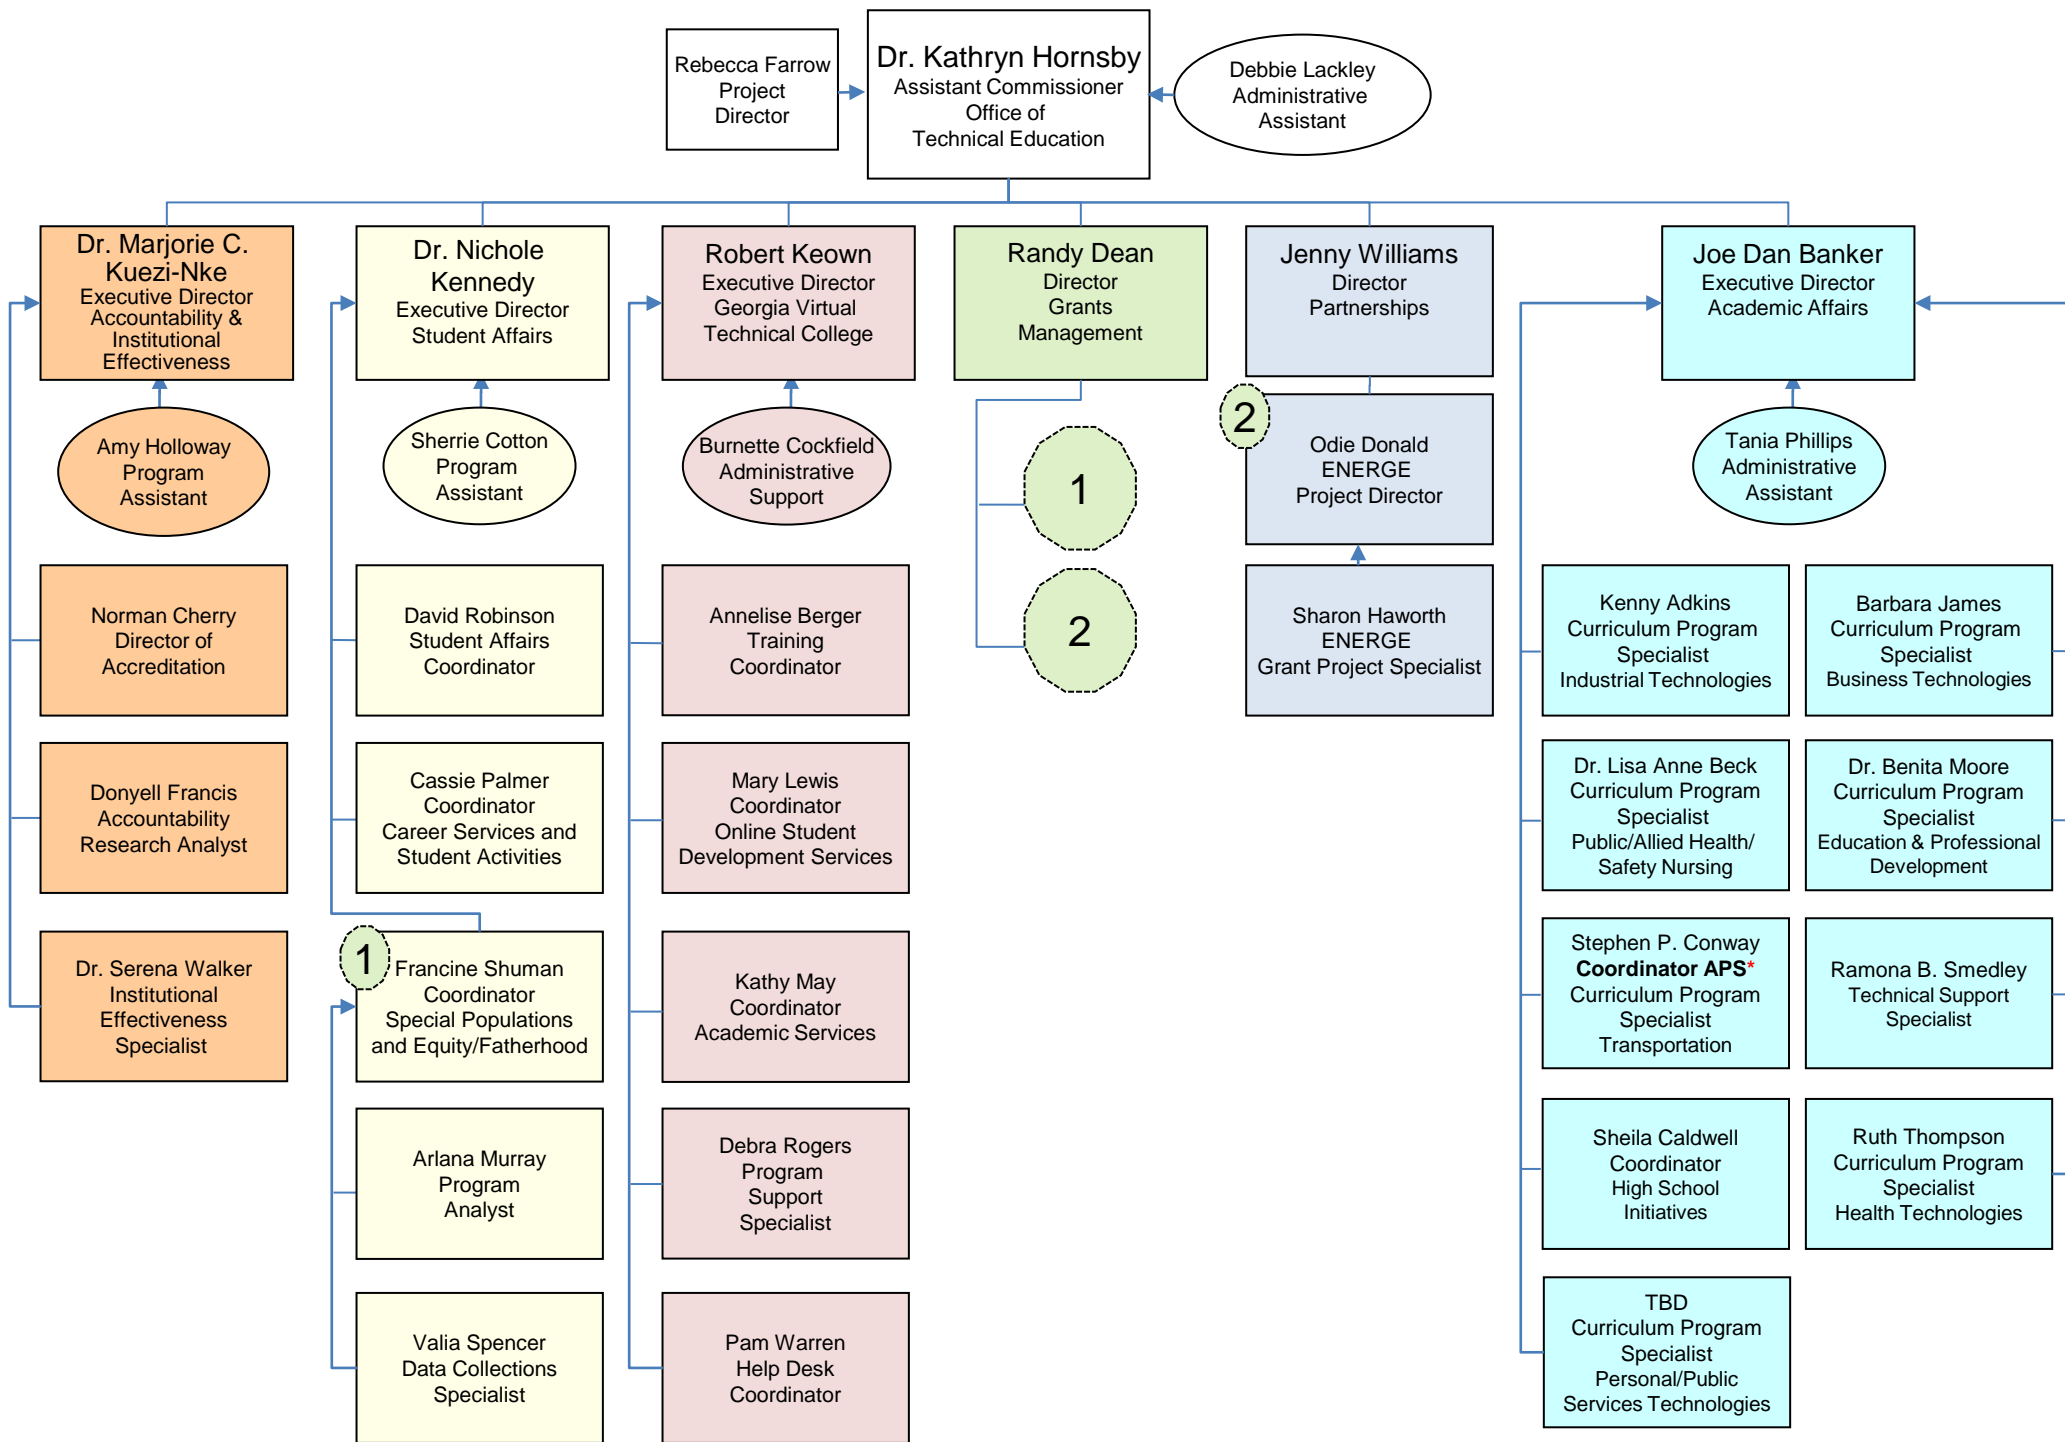 Rebecca Farrow
Project
Director
Dr. Kathryn Hornsby
Assistant Commissioner
Office of
Technical Education
Debbie Lackley
Administrative
Assistant
Dr. Marjorie C.
Kuezi-Nke
Executive Director
Accountability &
Institutional
Effectiveness
Amy Holloway
Program
Assistant
Norman Cherry
Director of
Accreditation
Donyell Francis
Accountability
Research Analyst
Dr. Serena Walker
Institutional
Effectiveness
Specialist
Dr. Nichole
Kennedy
Executive Director
Student Affairs
Sherrie Cotton
Program
Assistant
David Robinson
Student Affairs
Coordinator
Cassie Palmer
Coordinator
Career Services and
Student Activities
1
Francine Shuman
Coordinator
Special Populations
and Equity/Fatherhood
Arlana Murray
Program
Analyst
Valia Spencer
Data Collections
Specialist
Robert Keown
Executive Director
Georgia Virtual
Technical College
Burnette Cockfield
Administrative
Support
Annelise Berger
Training
Coordinator
Mary Lewis
Coordinator
Online Student
Development Services
Kathy May
Coordinator
Academic Services
Debra Rogers
Program
Support
Specialist
Pam Warren
Help Desk
Coordinator
Randy Dean
Director
Grants
Management
1
2
Jenny Williams
Director
Partnerships
2
Odie Donald
ENERGE
Project Director
Sharon Haworth
ENERGE
Grant Project Specialist
Joe Dan Banker
Executive Director
Academic Affairs
Tania Phillips
Administrative
Assistant
Kenny Adkins
Curriculum Program
Specialist
Industrial Technologies
Barbara James
Curriculum Program
Specialist
Business Technologies
Dr. Lisa Anne Beck
Curriculum Program
Specialist
Public/Allied Health/
Safety Nursing
Dr. Benita Moore
Curriculum Program
Specialist
Education & Professional
Development
Stephen P. Conway
Coordinator APS*
Curriculum Program
Specialist
Transportation
Ramona B. Smedley
Technical Support
Specialist
Sheila Caldwell
Coordinator
High School
Initiatives
Ruth Thompson
Curriculum Program
Specialist
Health Technologies
TBD
Curriculum Program
Specialist
Personal/Public
Services Technologies